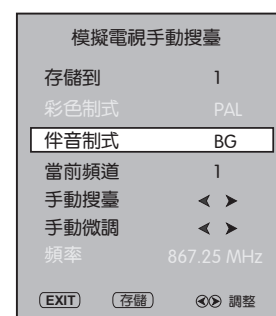 模擬電視手動搜臺
存儲到 1
彩色制式 PAL
伴音制式 BG
當前頻道 1
手動搜臺
手動微調
頻率 867.25 MHz
EXIT 存儲 調整